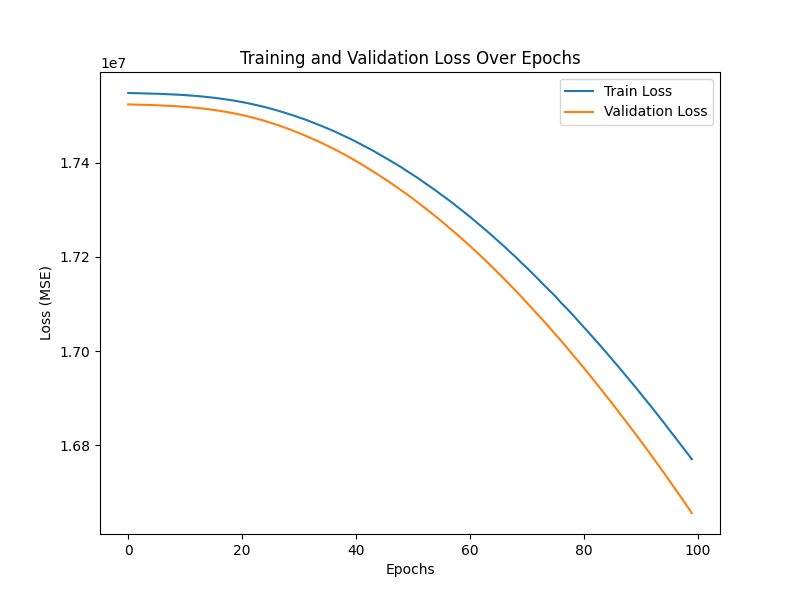 Training and Validation Loss Over Epochs
1e7
Train Loss
Validation Loss
1.74
1.72
1.70
1.68
Loss (MSE)
0 20 40 60 80 100
Epochs